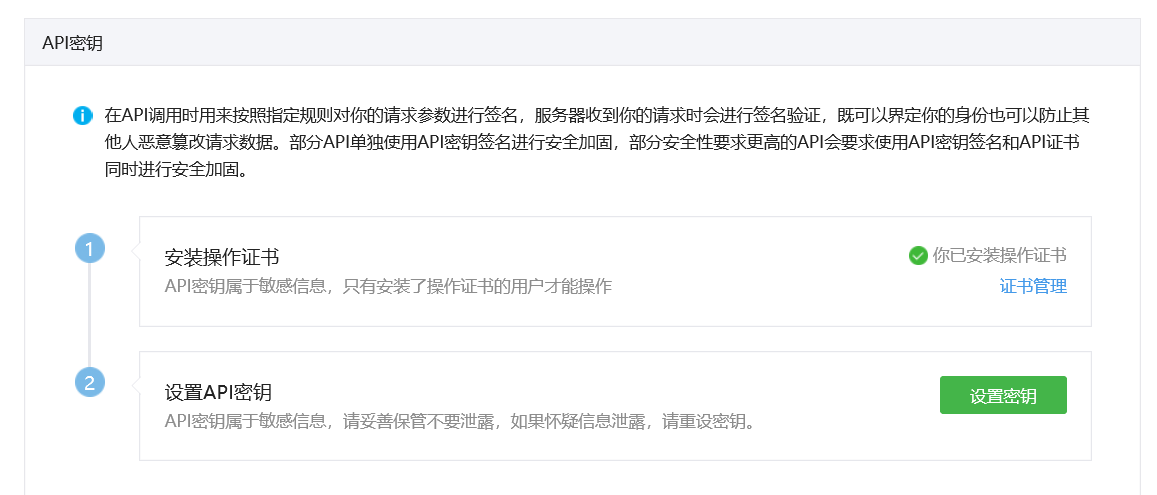 API密钥
在API调用时用来按照指定规则对你的请求参数进行签名，服务器收到你的请求时会进行签名验证，既可以界定你的身份也可以防止其
他人恶意篡改请求数据。部分API单独使用API密钥签名进行安全加固，部分安全性要求更高的API会要求使用API密钥签名和API证书
同时进行安全加固。
1
安装操作证书
你已安装操作证书
API密钥属于敏感信息，只有安装了操作证书的用户才能操作
证书管理
2
设置API密钥
设置密钥
API密钥属于敏感信息，请妥善保管不要泄露，如果怀疑信息泄露，请重设密钥。